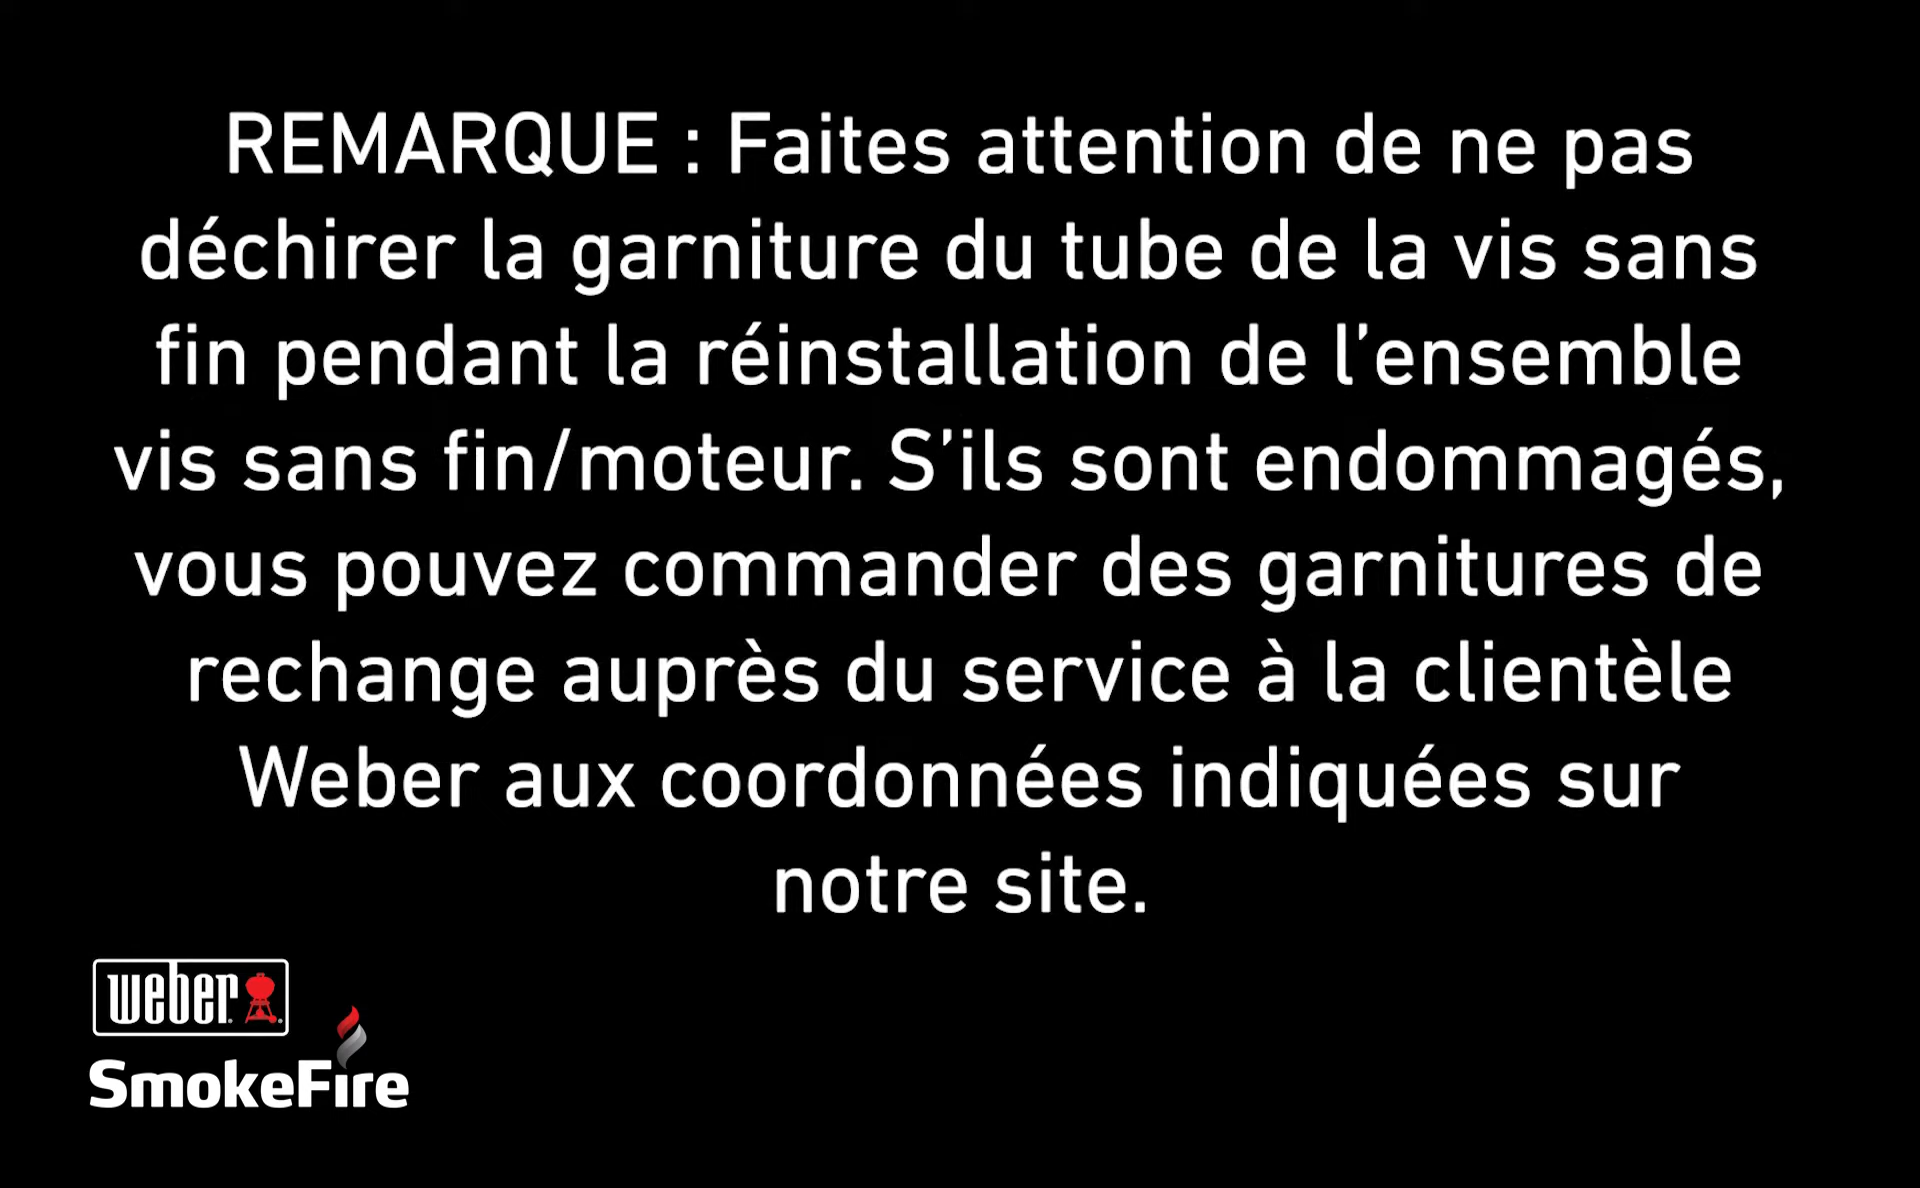 REMARQUE : Faites attention de ne pas
déchirer la garniture du tube de la vis sans
fin pendant la réinstallation de l’ensemble
vis sans fin/moteur. S’ils sont endommagés,
vous pouvez commander des garnitures de
rechange auprès du service à la clientèle
Weber aux coordonnées indiquées sur
notre site.
weber
SmokeFire